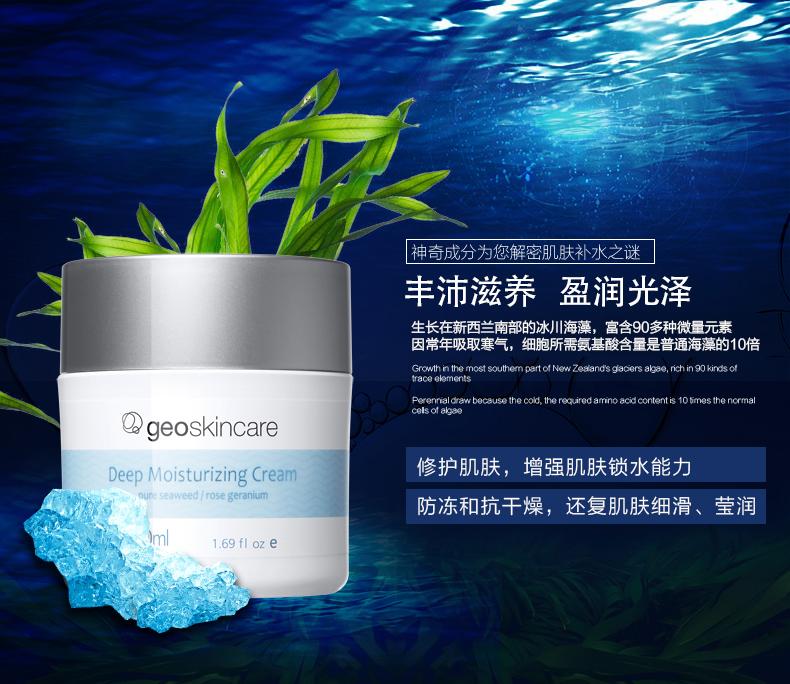 神奇成分为您解密肌肤补水之谜
丰沛滋养 盈润光泽
生长在新西兰南部的冰川海藻，富含90多种微量元素
因常年吸取寒气，细胞所需氨基酸含量是普通海藻的10倍
Growth in the most southern part of New Zealand's glaciers algae, rich in 90 kinds of
trace elements
Perennial draw because the cold, the required amino acid content is 10 times the normal
cells of algae
修护肌肤，增强肌肤锁水能力
防冻和抗干燥，还复肌肤细滑、莹润
geoskincare
Deep Moisturizing Cream
pure seaweed / rose geranium
0ml 1.69 fl oz e